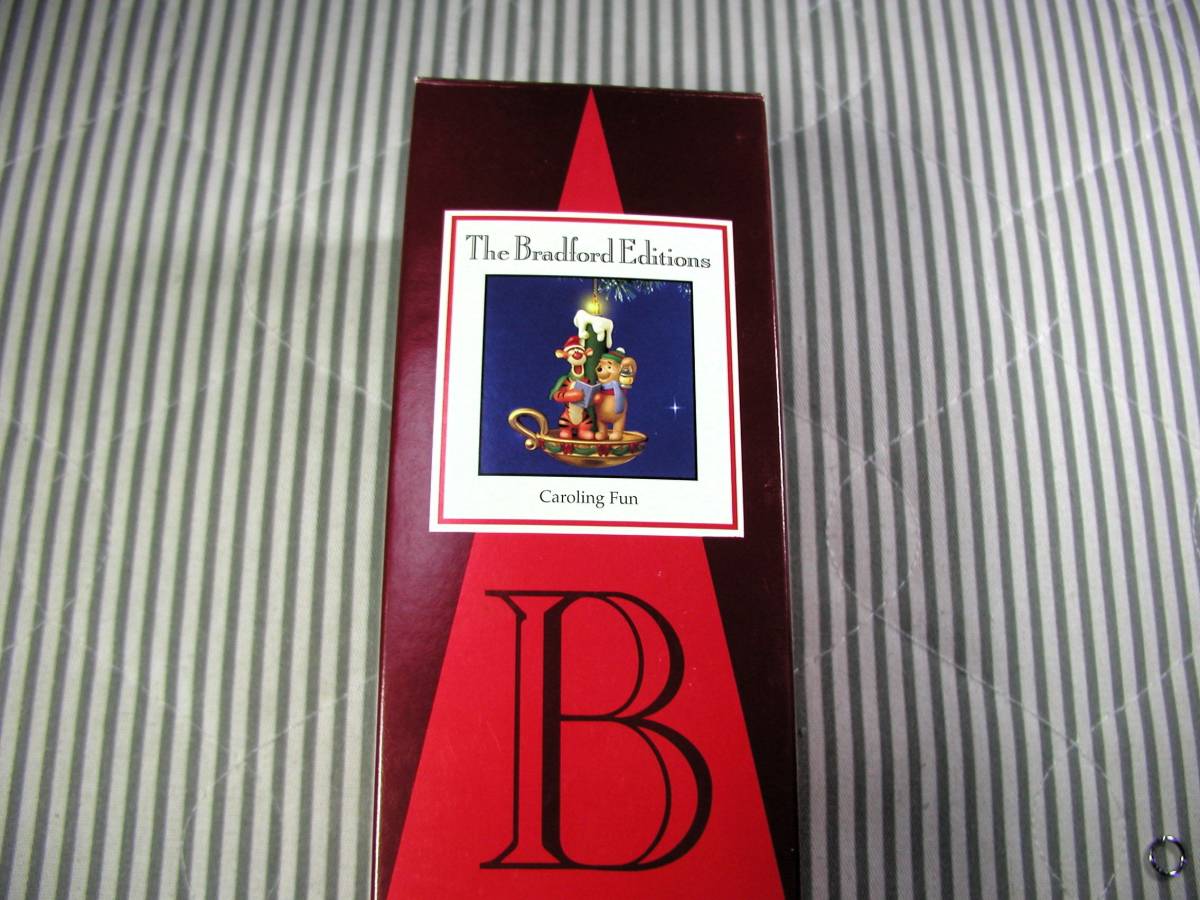 The Bradford Editions
Caroling Fun
B